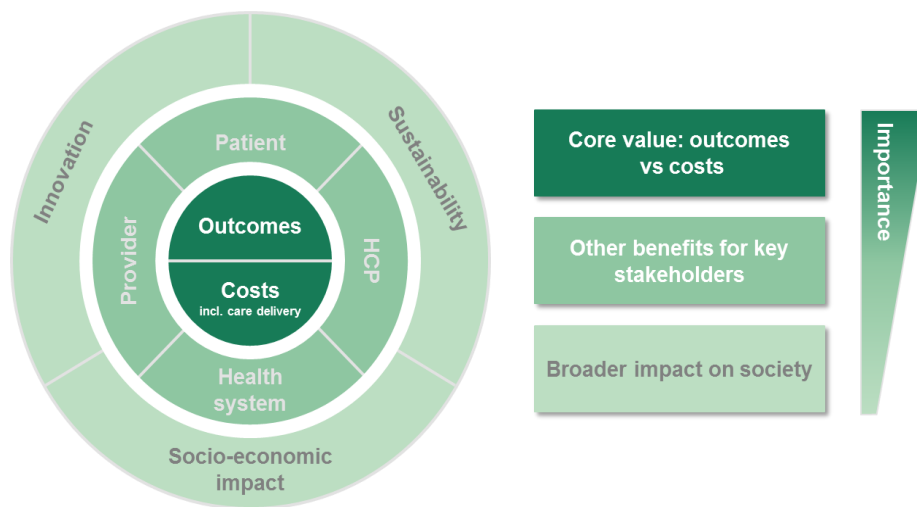 Innovation
Sustainability
Patient
Provider
HCP
Outcomes
Costs
incl. care delivery
Health
system
Socio-economic
impact
Core value: outcomes
vs costs
Other benefits for key
stakeholders
Broader impact on society
Importance